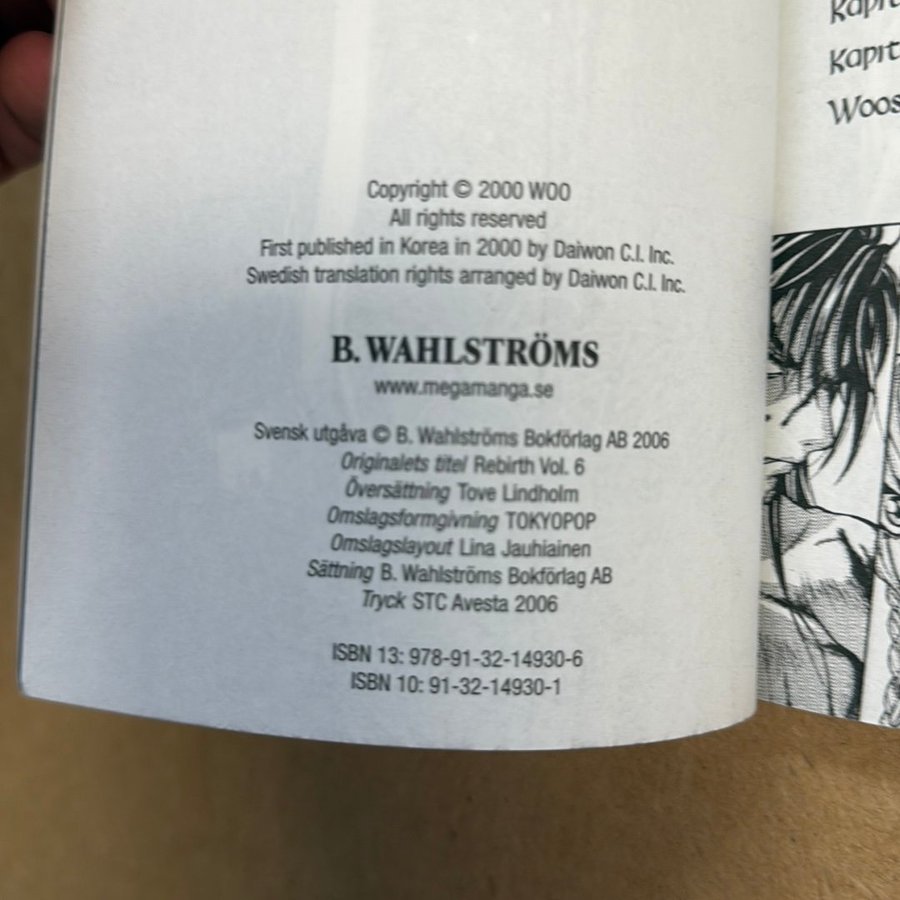 Copyright © 2000 WOO
All rights reserved
First published in Korea in 2000 by Daiwon C.I. Inc.
Swedish translation rights arranged by Daiwon C.I. Inc.
B. WAHLSTRÖMS
www.megamanga.se
Svensk utgåva © B. Wahlströms Bokförlag AB 2006
Originalets titel Rebirth Vol. 6
Översättning Tove Lindholm
Omslagsformgivning TOKYOPOP
Omslagslayout Lina Jauhiainen
Sättning B. Wahlströms Bokförlag AB
Tryck STC Avesta 2006
ISBN 13: 978-91-32-14930-6
ISBN 10: 91-32-14930-1